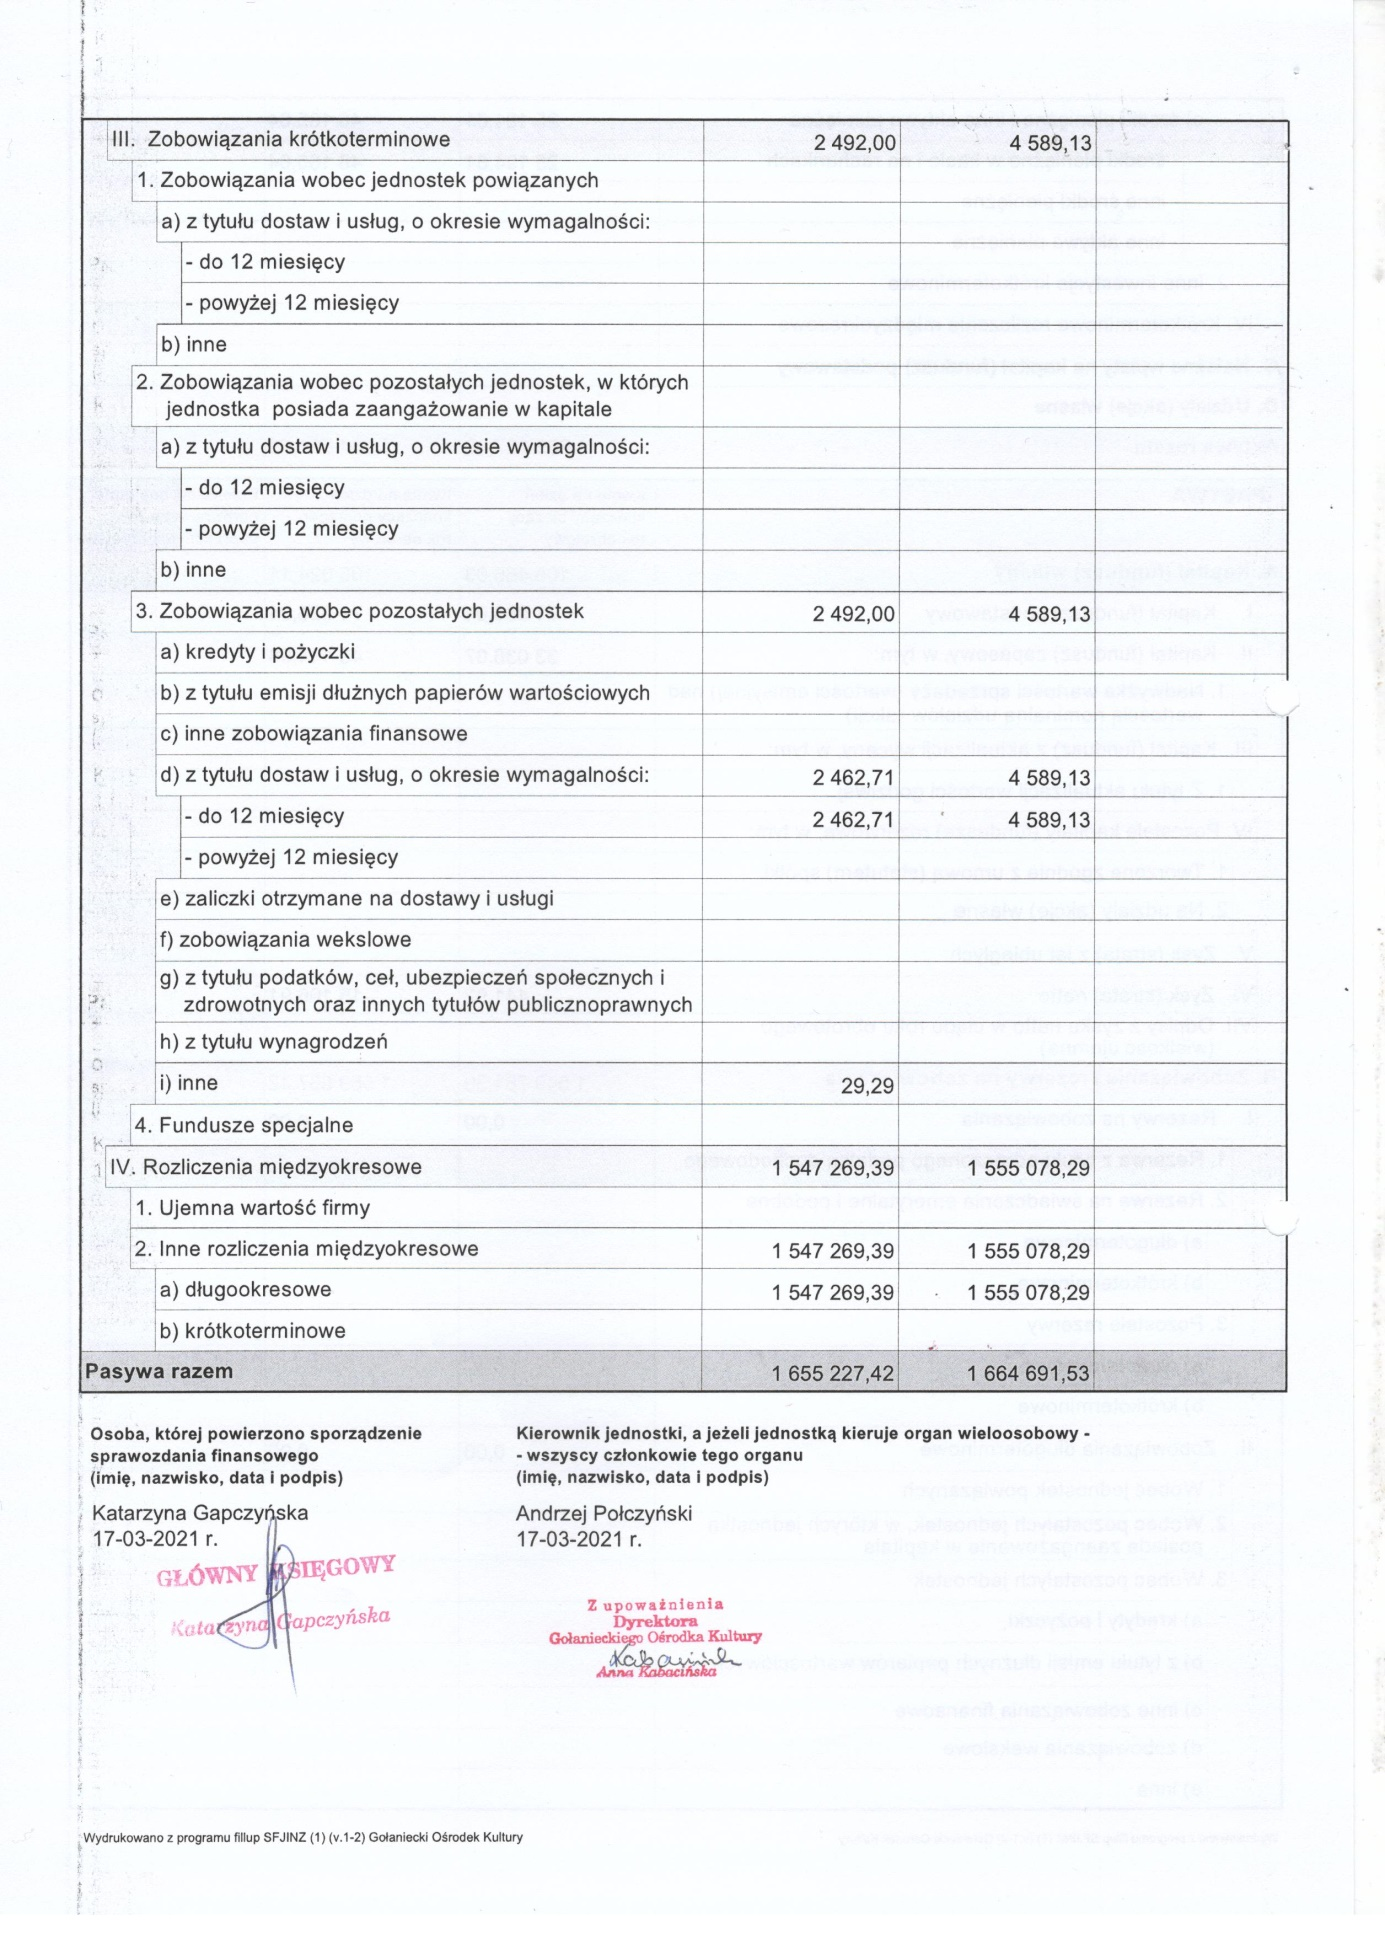 III. Zobowiązania krótkoterminowe 2 492,00 4 589,13
1. Zobowiązania wobec jednostek powiązanych
a) z tytułu dostaw i usług, o okresie wymagalności:
- do 12 miesięcy
- powyżej 12 miesięcy
b) inne
2. Zobowiązania wobec pozostałych jednostek, w których
jednostka posiada zaangażowanie w kapitale
a) z tytułu dostaw i usług, o okresie wymagalności:
- do 12 miesięcy
- powyżej 12 miesięcy
b) inne
3. Zobowiązania wobec pozostałych jednostek 2 492,00 4 589,13
a) kredyty i pożyczki
b) z tytułu emisji dłużnych papierów wartościowych
c) inne zobowiązania finansowe
d) z tytułu dostaw i usług, o okresie wymagalności: 2 462,71 4 589,13
- do 12 miesięcy 2 462,71 4 589,13
- powyżej 12 miesięcy
e) zaliczki otrzymane na dostawy i usługi
f) zobowiązania wekslowe
g) z tytułu podatków, ceł, ubezpieczeń społecznych i
zdrowotnych oraz innych tytułów publicznoprawnych
h) z tytułu wynagrodzeń
i) inne 29,29
4. Fundusze specjalne
IV. Rozliczenia międzyokresowe 1 547 269,39 1 555 078,29
1. Ujemna wartość firmy
2. Inne rozliczenia międzyokresowe 1 547 269,39 1 555 078,29
a) długookresowe 1 547 269,39 1 555 078,29
b) krótkoterminowe
Pasywa razem 1 655 227,42 1 664 691,53
Osoba, której powierzono sporządzenie
sprawozdania finansowego
(imię, nazwisko, data i podpis)
Katarzyna Gapczyńska
17-03-2021 r.
GŁÓWNY KSIĘGOWY
Katarzyna Gapczyńska
Kierownik jednostki, a jeżeli jednostką kieruje organ wieloosobowy -
- wszyscy członkowie tego organu
(imię, nazwisko, data i podpis)
Andrzej Połczyński
17-03-2021 r.
Z upoważnienia
Dyrektora
Gołanieckiego Ośrodka Kultury
Anna Kabacińska
Wydrukowano z programu fillup SFJINZ (1) (v.1-2) Gołaniecki Ośrodek Kultury